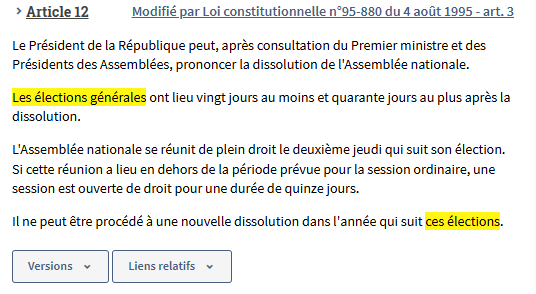 Article 12 Modifié par Loi constitutionnelle n°95-880 du 4 août 1995 - art. 3
Le Président de la République peut, après consultation du Premier ministre et des
Présidents des Assemblées, prononcer la dissolution de l'Assemblée nationale.
Les élections générales ont lieu vingt jours au moins et quarante jours au plus après la
dissolution.
L'Assemblée nationale se réunit de plein droit le deuxième jeudi qui suit son élection.
Si cette réunion a lieu en dehors de la période prévue pour la session ordinaire, une
session est ouverte de droit pour une durée de quinze jours.
Il ne peut être procédé à une nouvelle dissolution dans l'année qui suit ces élections.
Versions Liens relatifs